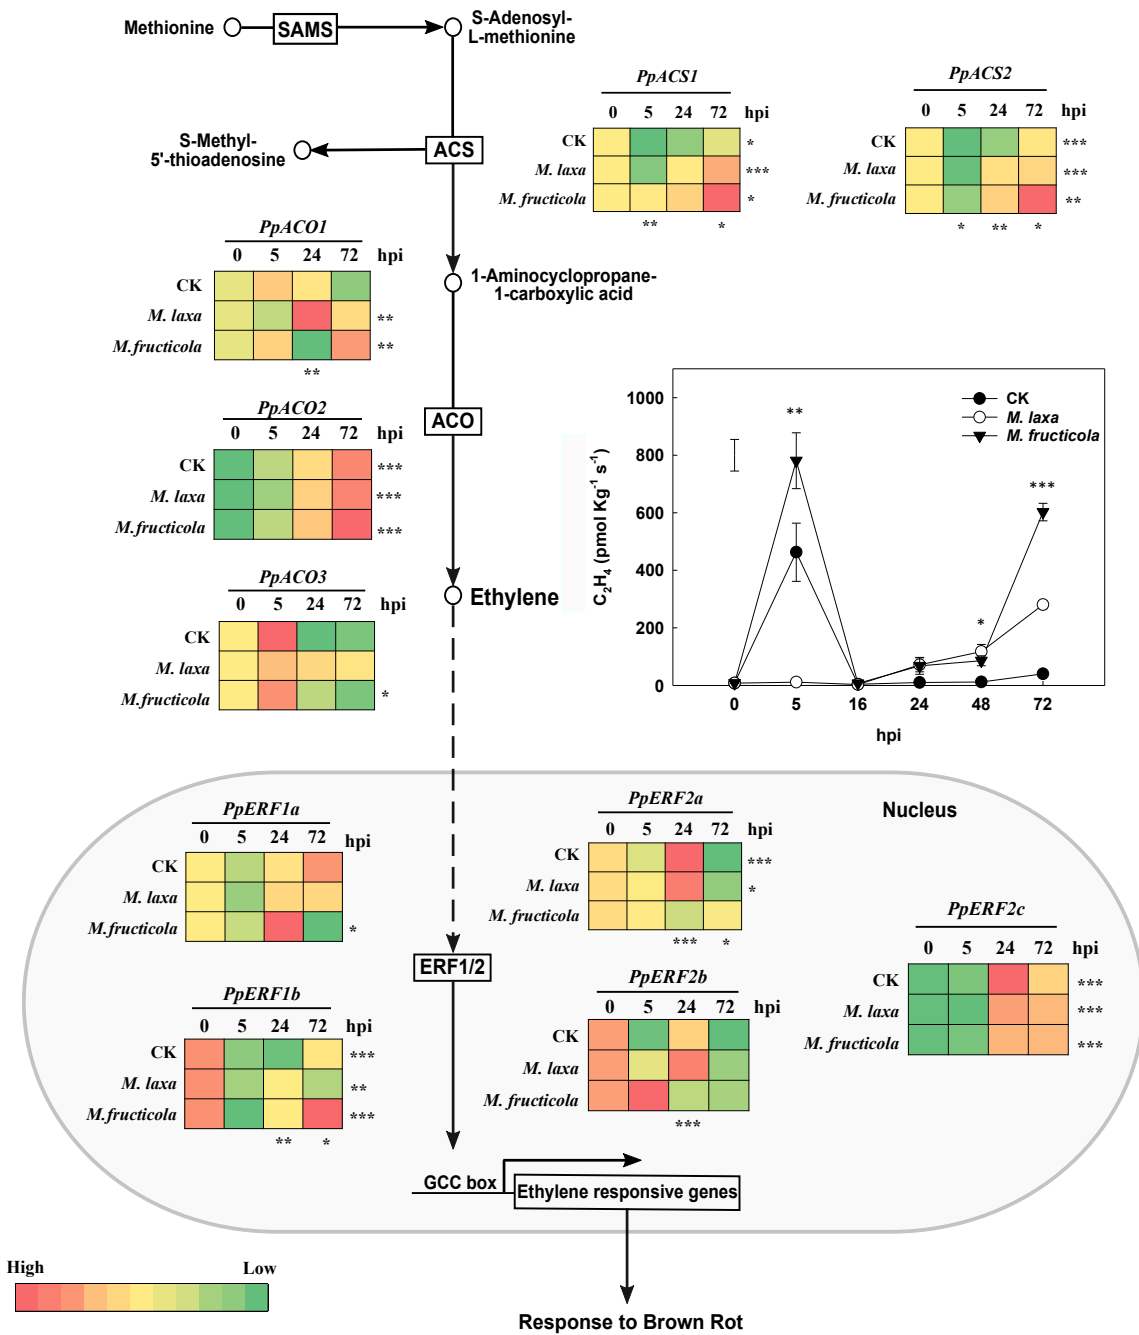 Methionine
SAMS
S-Adenosyl-
L-methionine
PpACS1
0 5 24 72 hpi
CK *
M. laxa ***
M. fructicola *
** *
PpACS2
0 5 24 72 hpi
CK ***
M. laxa ***
M. fructicola **
* ** *
S-Methyl-
5'-thioadenosine
ACS
PpACO1
0 5 24 72 hpi
CK
M. laxa **
M.fructicola **
**
1-Aminocyclopropane-
1-carboxylic acid
PpACO2
0 5 24 72 hpi
CK ***
M. laxa ***
M.fructicola ***
ACO
PpACO3
0 5 24 72 hpi
CK
M. laxa
M.fructicola *
Ethylene
C2H4 (pmol Kg-1 s-1)
1000
800
600
400
200
0
CK
M. laxa
M. fructicola
**
***
*
0 5 16 24 48 72
hpi
Nucleus
PpERF1a
0 5 24 72 hpi
CK
M. laxa
M.fructicola *
PpERF2a
0 5 24 72 hpi
CK ***
M. laxa *
M. fructicola
*** *
PpERF2c
0 5 24 72 hpi
CK ***
M. laxa ***
M. fructicola ***
ERF1/2
PpERF1b
0 5 24 72 hpi
CK ***
M. laxa **
M.fructicola ***
** *
PpERF2b
0 5 24 72 hpi
CK
M. laxa
M. fructicola
***
GCC box
Ethylene responsive genes
High Low
Response to Brown Rot